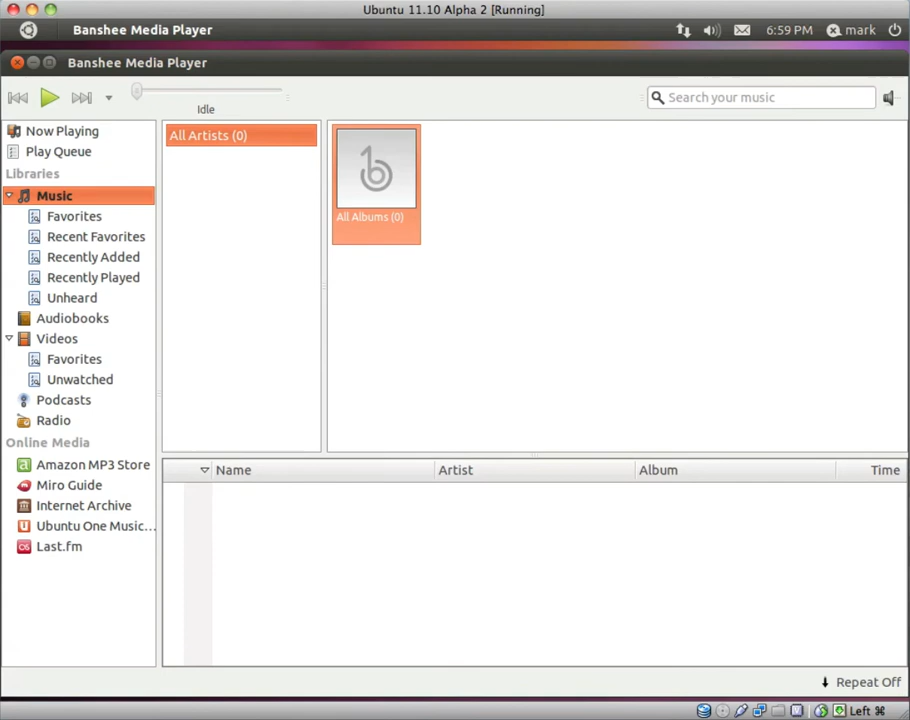 Ubuntu 11.10 Alpha 2 [Running]
Banshee Media Player
6:59 PM
mark
Banshee Media Player
Idle
Search your music
Now Playing
Play Queue
Libraries
Music
Favorites
Recent Favorites
Recently Added
Recently Played
Unheard
Audiobooks
Videos
Favorites
Unwatched
Podcasts
Radio
Online Media
Amazon MP3 Store
Miro Guide
Internet Archive
Ubuntu One Music...
Last.fm
All Artists (0)
All Albums (0)
Name
Artist
Album
Time
Repeat Off
Left ⌘